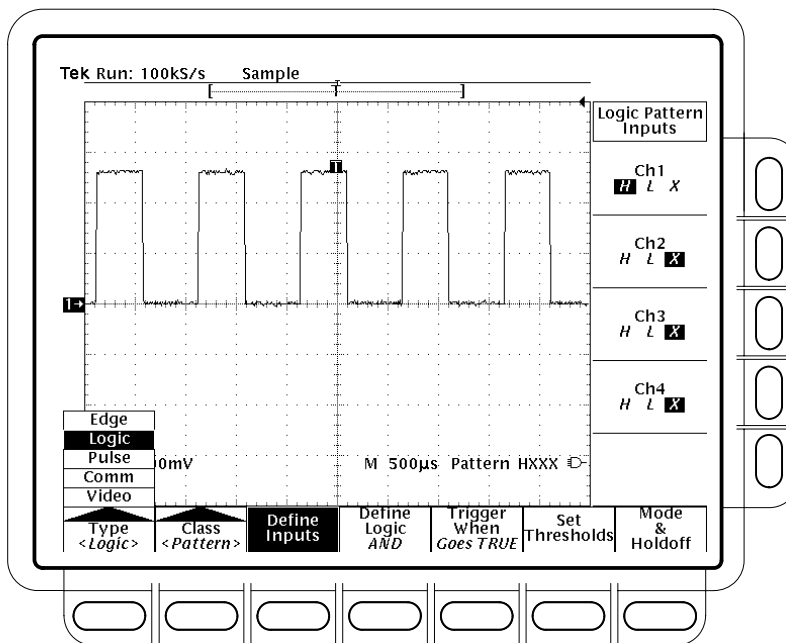 Tek Run: 100kS/s Sample
[ T ]
Logic Pattern
Inputs
T
Ch1
H L X
Ch2
H L X
1→
Ch3
H L X
Ch4
H L X
Edge
Logic
Pulse
Comm
Video
0mV M 500µs Pattern HXXX
Type
<Logic>
Class
<Pattern>
Define
Inputs
Define
Logic
AND
Trigger
When
Goes TRUE
Set
Thresholds
Mode
&
Holdoff